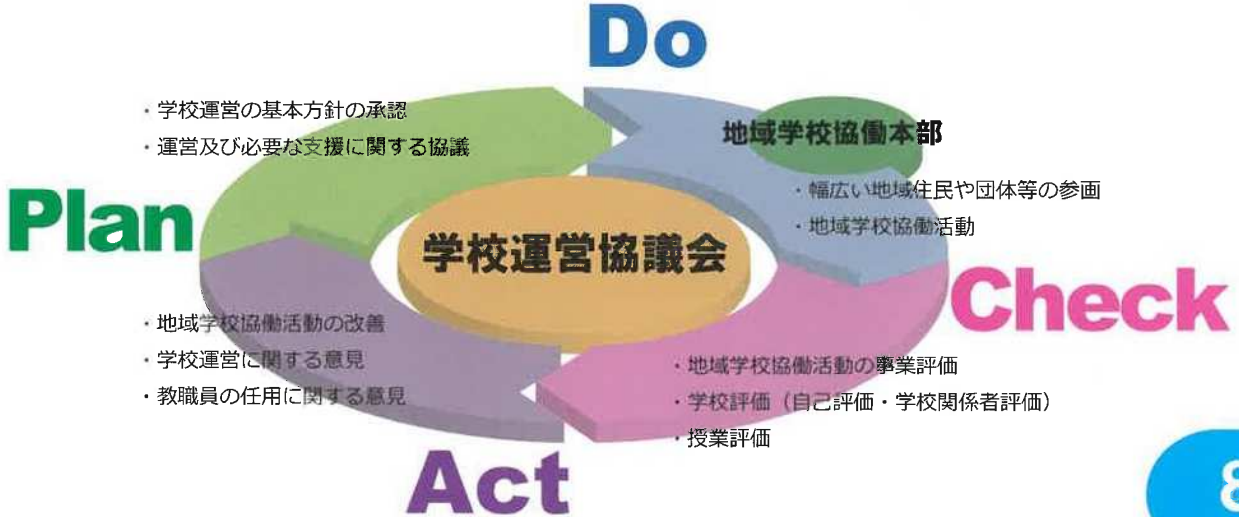 Do
・学校運営の基本方針の承認
・運営及び必要な支援に関する協議
地域学校協働本部
・幅広い地域住民や団体等の参画
・地域学校協働活動
Plan
学校運営協議会
Check
・地域学校協働活動の改善
・学校運営に関する意見
・教職員の任用に関する意見
・地域学校協働活動の事業評価
・学校評価（自己評価・学校関係者評価）
・授業評価
Act
8